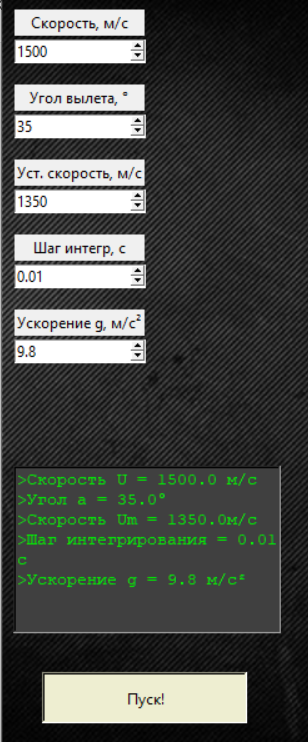 Скорость, м/с
1500
Угол вылета, °
35
Уст. скорость, м/с
1350
Шаг интегр, с
0.01
Ускорение g, м/с²
9.8
>Скорость U = 1500.0 м/с
>Угол a = 35.0°
>Скорость Um = 1350.0м/с
>Шаг интегрирования = 0.01
с
>Ускорение g = 9.8 м/с²
Пуск!